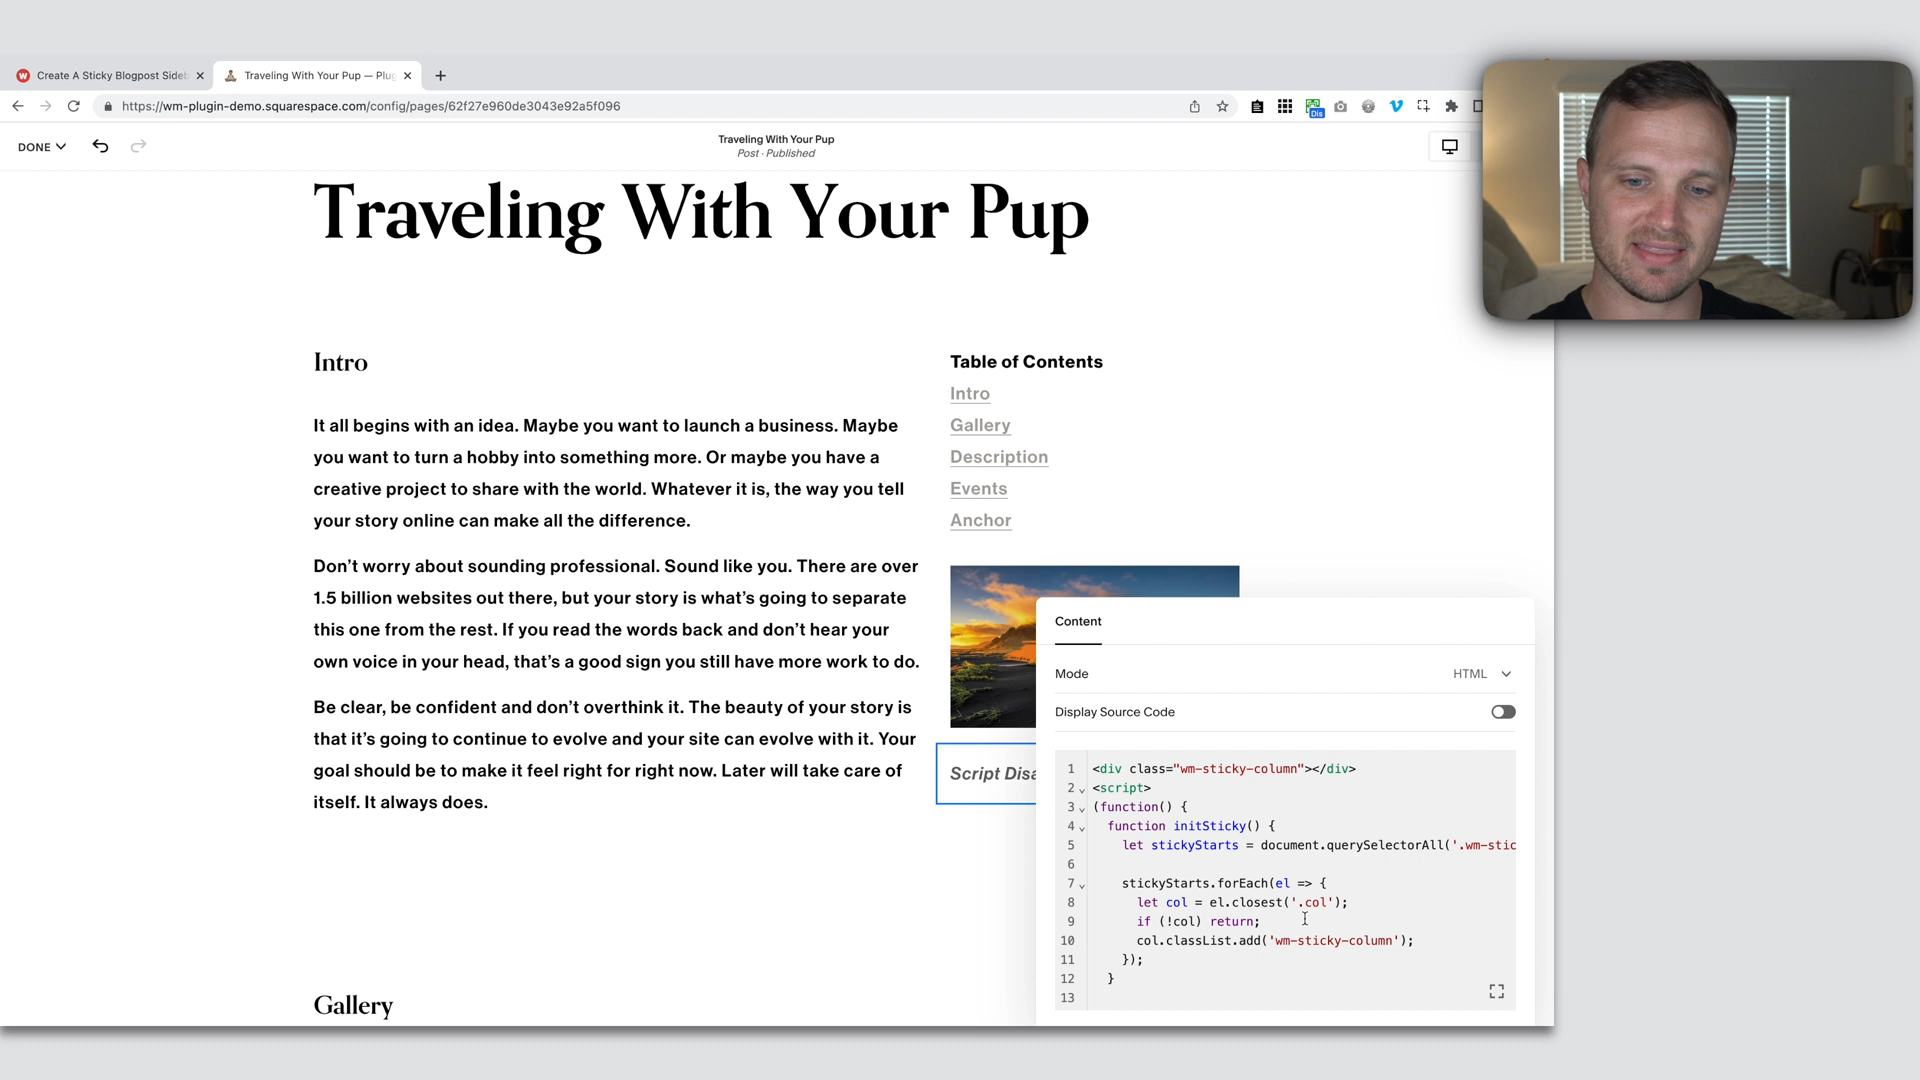 Create A Sticky Blogpost Sideb
Traveling With Your Pup — Plug
https://wm-plugin-demo.squarespace.com/config/pages/62f27e960de3043e92a5f096
Dis
DONE
Traveling With Your Pup
Post · Published
Traveling With Your Pup
Intro
It all begins with an idea. Maybe you want to launch a business. Maybe
you want to turn a hobby into something more. Or maybe you have a
creative project to share with the world. Whatever it is, the way you tell
your story online can make all the difference.
Don’t worry about sounding professional. Sound like you. There are over
1.5 billion websites out there, but your story is what’s going to separate
this one from the rest. If you read the words back and don’t hear your
own voice in your head, that’s a good sign you still have more work to do.
Be clear, be confident and don’t overthink it. The beauty of your story is
that it’s going to continue to evolve and your site can evolve with it. Your
goal should be to make it feel right for right now. Later will take care of
itself. It always does.
Gallery
Table of Contents
Intro
Gallery
Description
Events
Anchor
Script Disa
Content
Mode
HTML
Display Source Code
1 <div class="wm-sticky-column"></div>
2 <script>
3 (function() {
4 function initSticky() {
5 let stickyStarts = document.querySelectorAll('.wm-stic
6
7 stickyStarts.forEach(el => {
8 let col = el.closest('.col');
9 if (!col) return;
10 col.classList.add('wm-sticky-column');
11 });
12 }
13